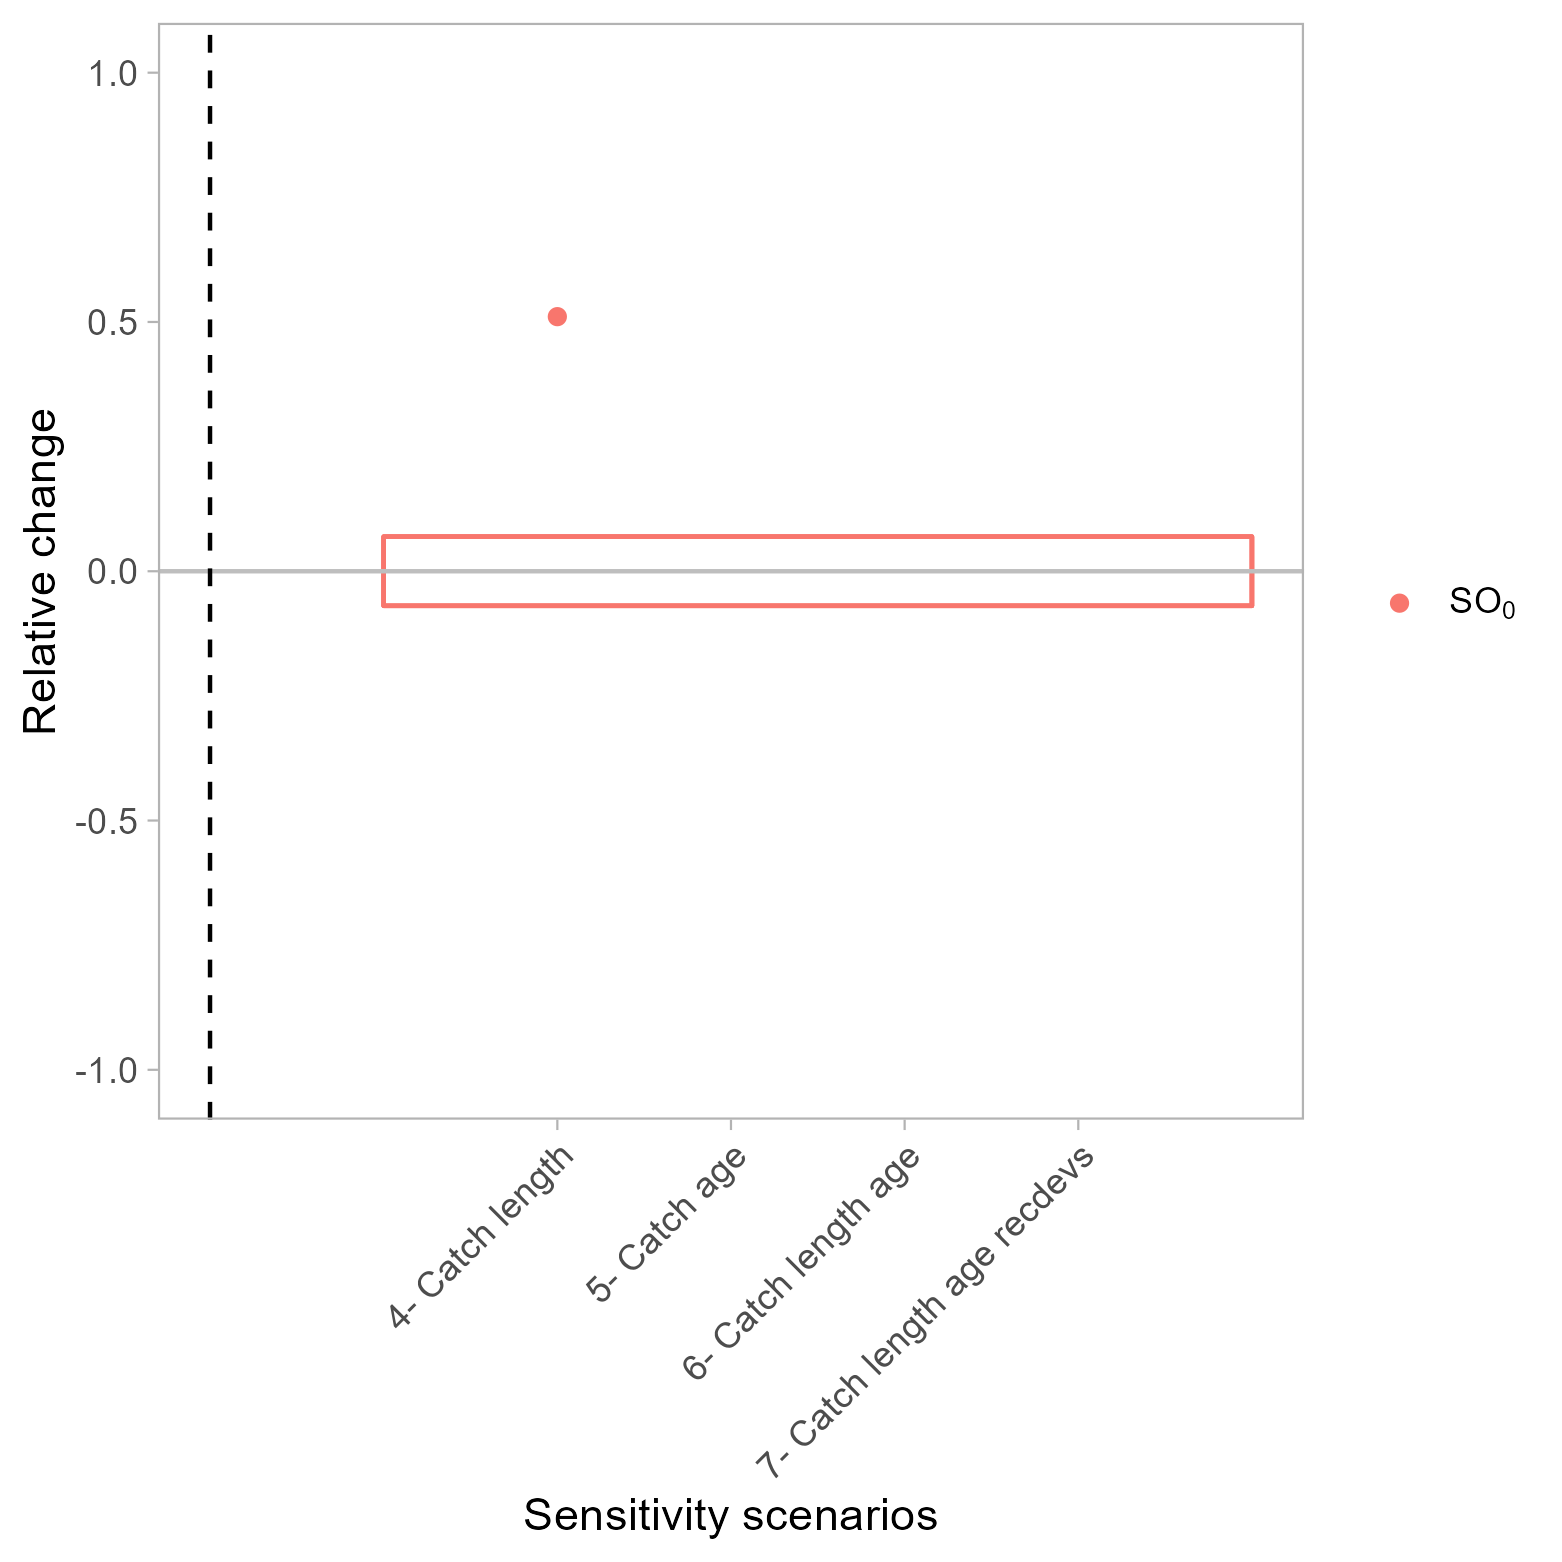 Relative change
1.0
0.5
0.0
-0.5
-1.0
4- Catch length
5- Catch age
6- Catch length age
7- Catch length age recdevs
Sensitivity scenarios
SO₀